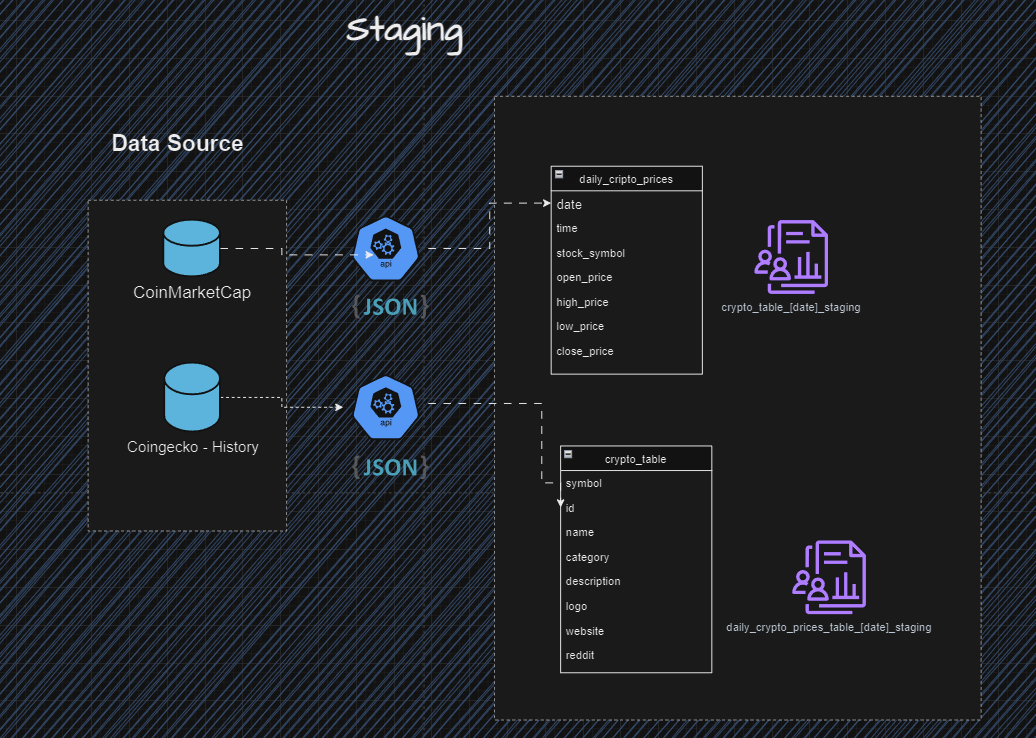 Staging
Data Source
CoinMarketCap
api
{JSON}
Coingecko - History
api
{JSON}
daily_cripto_prices
date
time
stock_symbol
open_price
high_price
low_price
close_price
crypto_table_[date]_staging
crypto_table
symbol
id
name
category
description
logo
website
reddit
daily_crypto_prices_table_[date]_staging